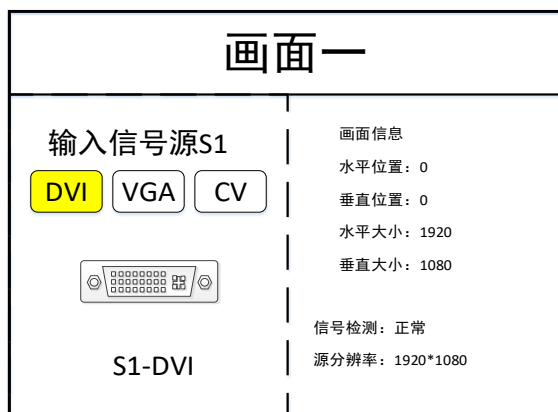 画面一
输入信号源S1
DVI VGA CV
S1-DVI
画面信息
水平位置：0
垂直位置：0
水平大小：1920
垂直大小：1080
信号检测：正常
源分辨率：1920*1080